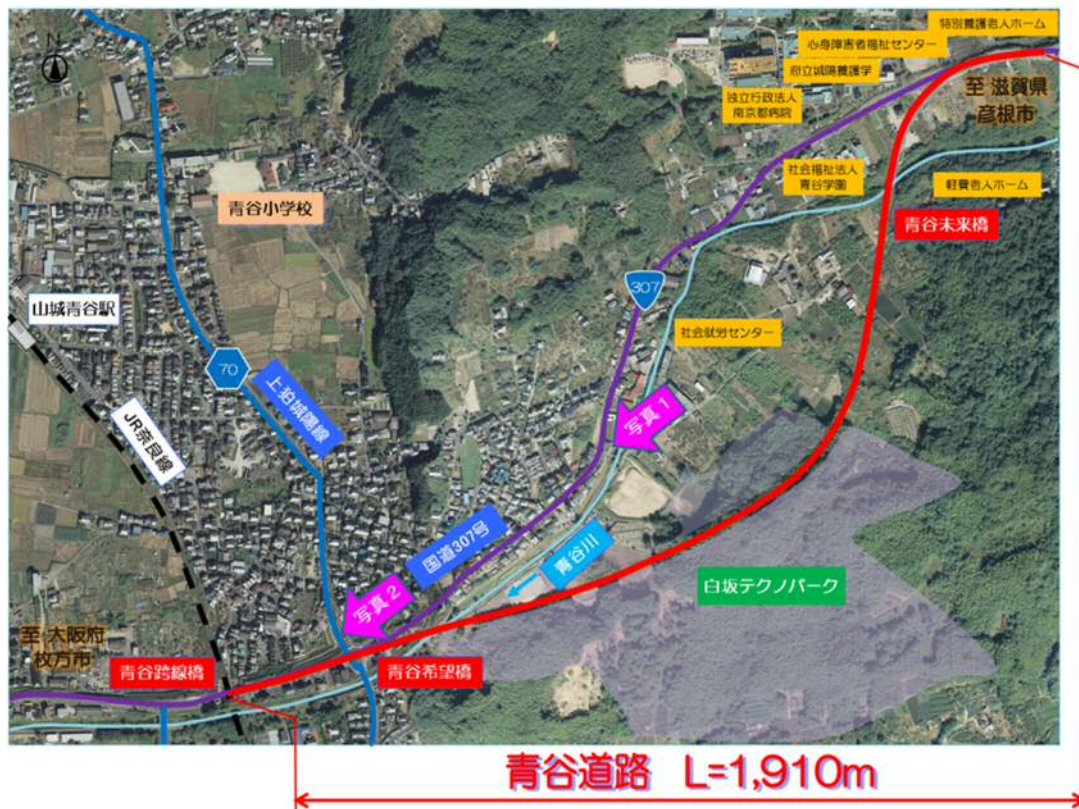 N
特別養護老人ホーム
心身障害者福祉センター
府立城陽養護学
独立行政法人
南京都病院
至 滋賀県
彦根市
社会福祉法人
青谷学園
軽費老人ホーム
青谷小学校
青谷未来橋
307
山城青谷駅
社会就労センター
70
上狛城陽線
JR奈良線
写真1
国道307号
青谷川
写真2
白坂テクノパーク
至 大阪府
枚方市
青谷跨線橋
青谷希望橋
青谷道路 L=1,910m